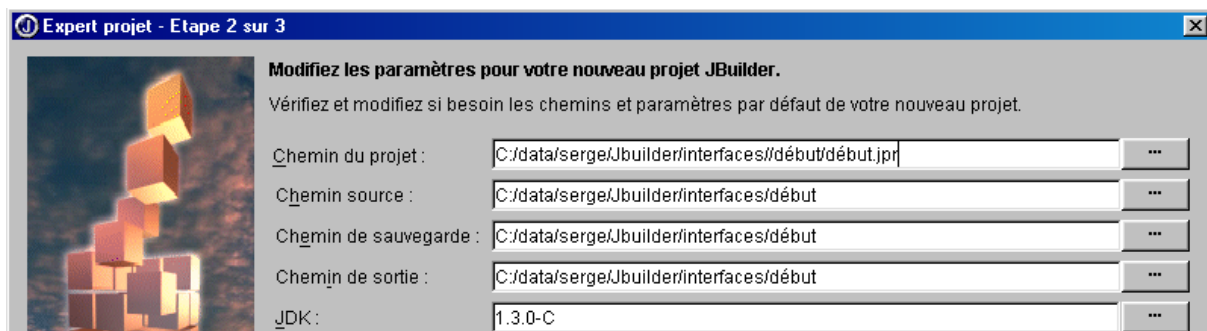 Expert projet - Etape 2 sur 3
Modifiez les paramètres pour votre nouveau projet JBuilder.
Vérifiez et modifiez si besoin les chemins et paramètres par défaut de votre nouveau projet.
Chemin du projet : C:/data/serge/Jbuilder/interfaces//début/début.jpr ...
Chemin source : C:/data/serge/Jbuilder/interfaces/début ...
Chemin de sauvegarde : C:/data/serge/Jbuilder/interfaces/début ...
Chemin de sortie : C:/data/serge/Jbuilder/interfaces/début ...
JDK : 1.3.0-C ...